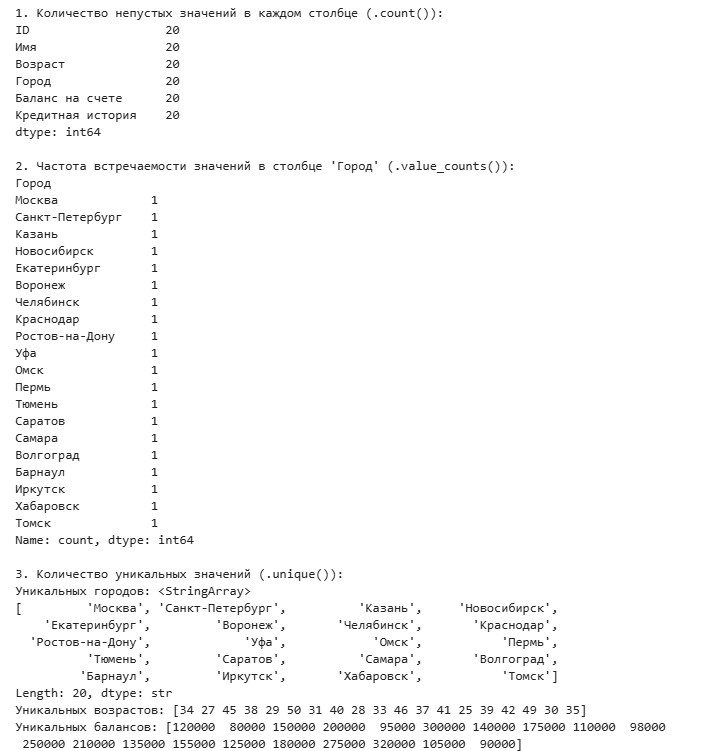 1. Количество непустых значений в каждом столбце (.count()):
ID 20
Имя 20
Возраст 20
Город 20
Баланс на счете 20
Кредитная история 20
dtype: int64
2. Частота встречаемости значений в столбце 'Город' (.value_counts()):
Город
Москва 1
Санкт-Петербург 1
Казань 1
Новосибирск 1
Екатеринбург 1
Воронеж 1
Челябинск 1
Краснодар 1
Ростов-на-Дону 1
Уфа 1
Омск 1
Пермь 1
Тюмень 1
Саратов 1
Самара 1
Волгоград 1
Барнаул 1
Иркутск 1
Хабаровск 1
Томск 1
Name: count, dtype: int64
3. Количество уникальных значений (.unique()):
Уникальных городов: <StringArray>
[ 'Москва', 'Санкт-Петербург', 'Казань', 'Новосибирск',
'Екатеринбург', 'Воронеж', 'Челябинск', 'Краснодар',
'Ростов-на-Дону', 'Уфа', 'Омск', 'Пермь',
'Тюмень', 'Саратов', 'Самара', 'Волгоград',
'Барнаул', 'Иркутск', 'Хабаровск', 'Томск']
Length: 20, dtype: str
Уникальных возрастов: [34 27 45 38 29 50 31 40 28 33 46 37 41 25 39 42 49 30 35]
Уникальных балансов: [120000 80000 150000 200000 95000 300000 140000 175000 110000 98000
250000 210000 135000 155000 125000 180000 275000 320000 105000 90000]